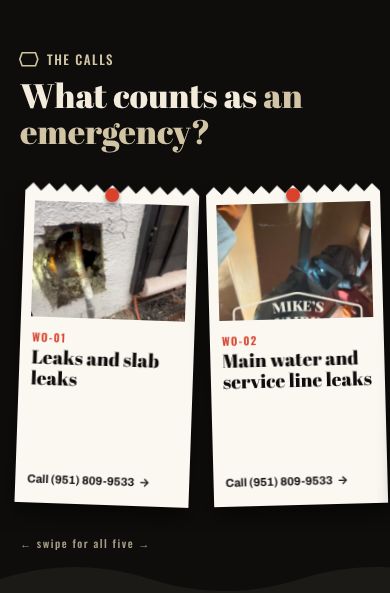 THE CALLS
What counts as an
emergency?
WO-01
Leaks and slab
leaks
Call (951) 809-9533 →
MIKE'S
WO-02
Main water and
service line leaks
Call (951) 809-9533 →
← swipe for all five →